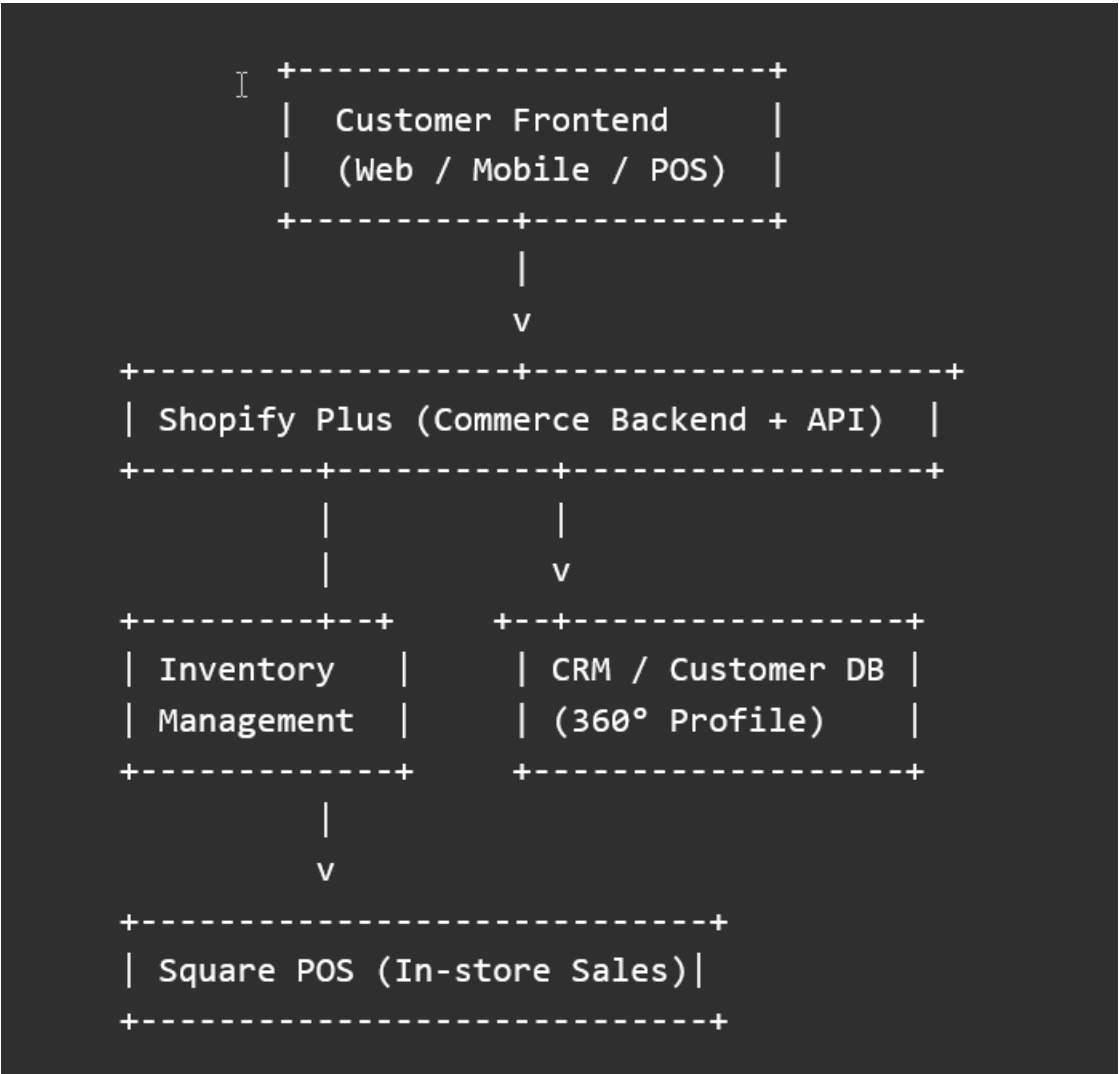 +------------------------+
|  Customer Frontend     |
|  (Web / Mobile / POS)  |
+-----------+------------+
|
v
+-------------------+---------------------+
| Shopify Plus (Commerce Backend + API)  |
+---------+-----------+------------------+
|           |
|           v
+---------+--+     +--+-----------------+
| Inventory   |     | CRM / Customer DB |
| Management  |     | (360° Profile)    |
+-------------+     +-------------------+
|
v
+-----------------------------+
| Square POS (In-store Sales)|
+-----------------------------+